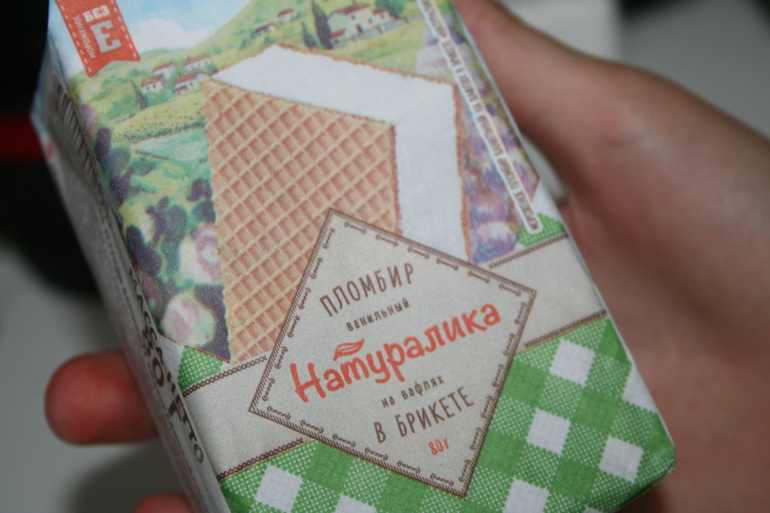 БЕЗ
Е
ПЛОМБИР
ванильный
Натуралика
на вафлях
В БРИКЕТЕ
80г